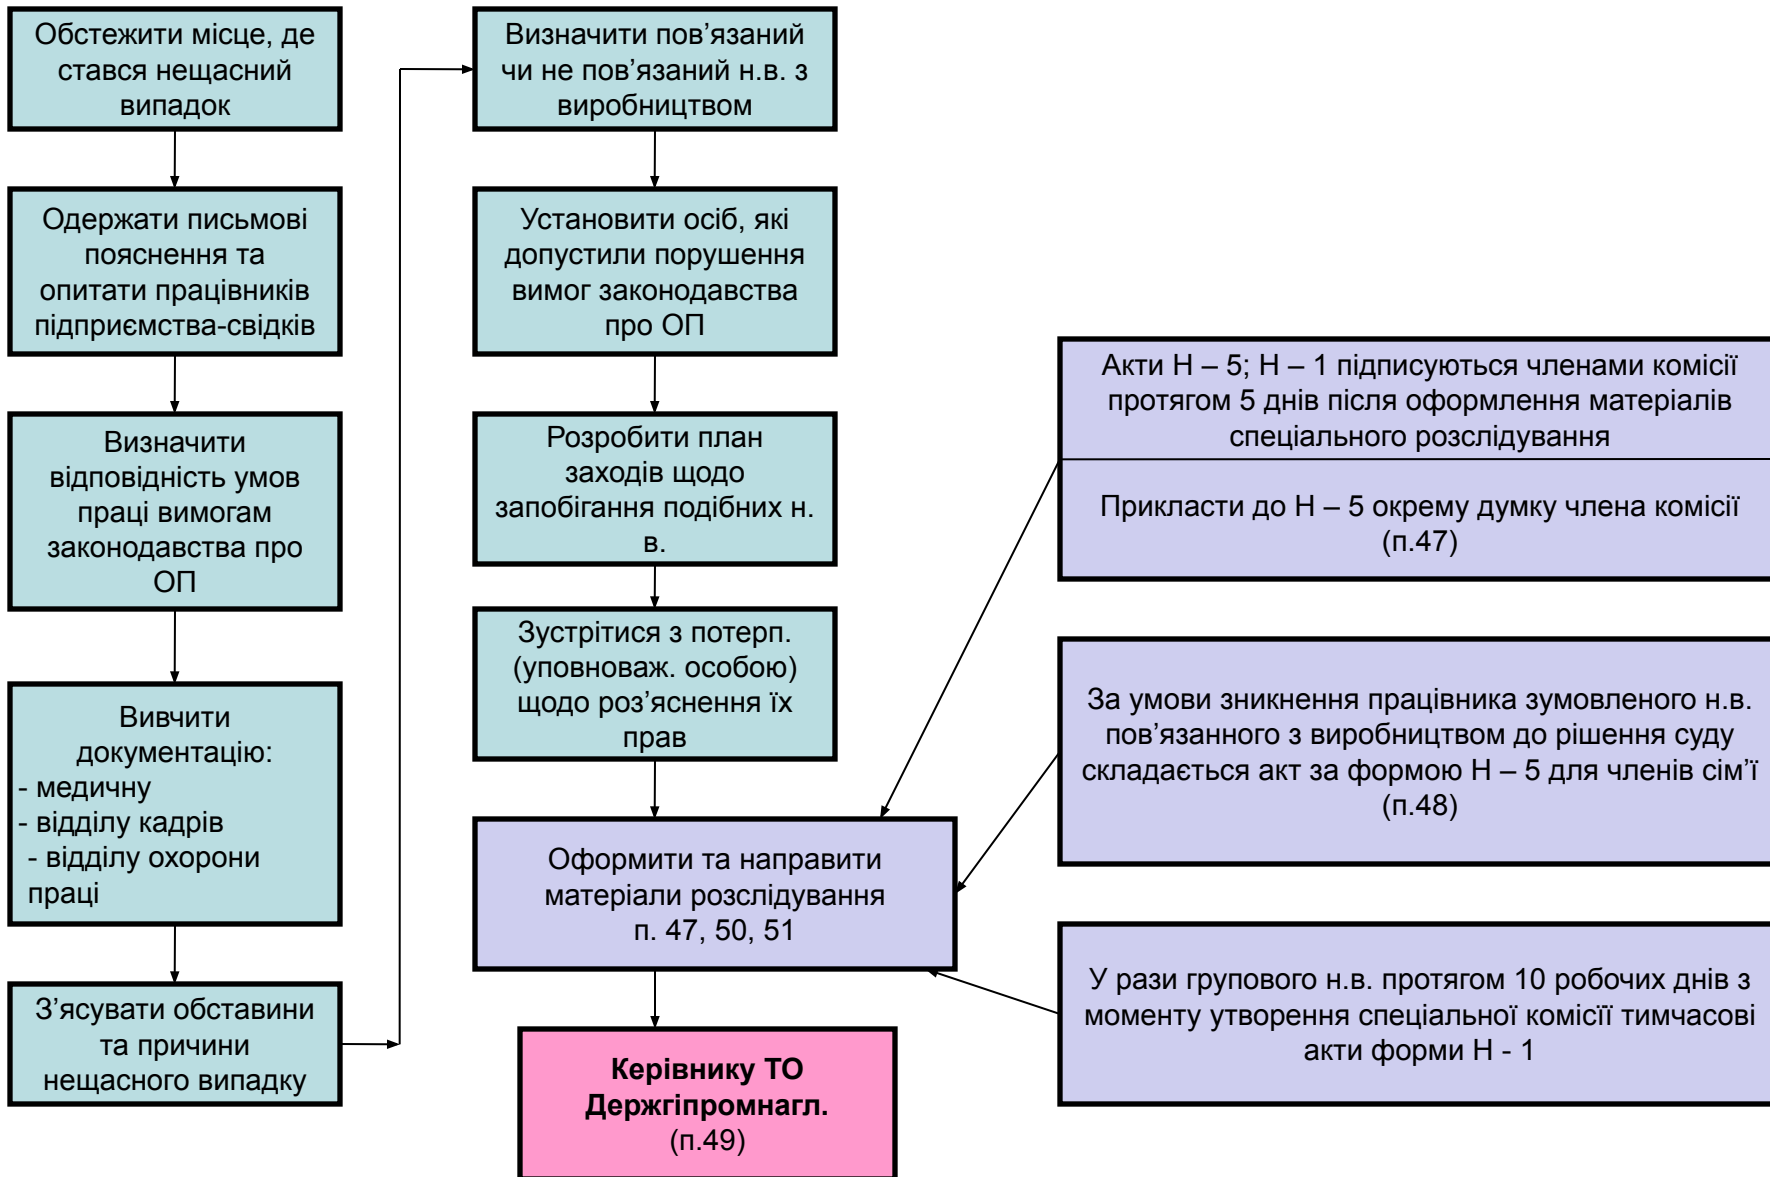 Обстежити місце, де
стався нещасний
випадок
Одержати письмові
пояснення та
опитати працівників
підприємства-свідків
Визначити
відповідність умов
праці вимогам
законодавства про
ОП
Вивчити
документацію:
- медичну
- відділу кадрів
- відділу охорони
праці
З’ясувати обставини
та причини
нещасного випадку
Визначити пов’язаний
чи не пов’язаний н.в. з
виробництвом
Установити осіб, які
допустили порушення
вимог законодавства
про ОП
Розробити план
заходів щодо
запобігання подібних н.
в.
Зустрітися з потерп.
(уповноваж. особою)
щодо роз’яснення їх
прав
Оформити та направити
матеріали розслідування
п. 47, 50, 51
Керівнику ТО
Держгіпромнагл.
(п.49)
Акти Н – 5; Н – 1 підписуються членами комісії
протягом 5 днів після оформлення матеріалів
спеціального розслідування
Прикласти до Н – 5 окрему думку члена комісії
(п.47)
За умови зникнення працівника зумовленого н.в.
пов’язанного з виробництвом до рішення суду
складається акт за формою Н – 5 для членів сім’ї
(п.48)
У рази групового н.в. протягом 10 робочих днів з
моменту утворення спеціальної комісїї тимчасові
акти форми Н - 1